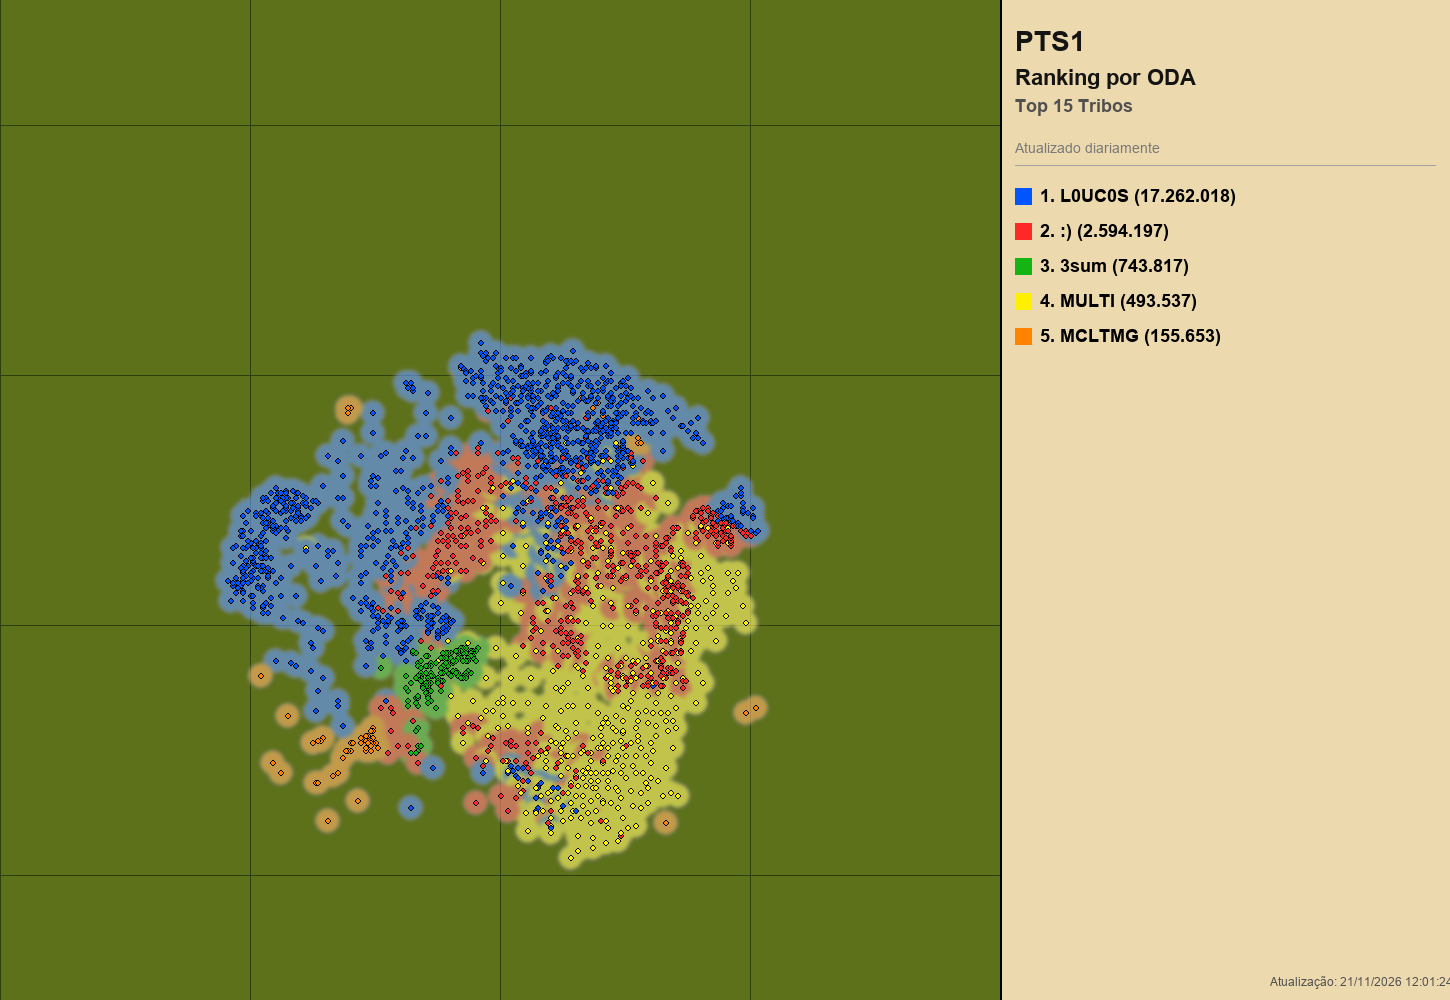 PTS1
Ranking por ODA
Top 15 Tribos
Atualizado diariamente
1. L0UC0S (17.262.018)
2. :) (2.594.197)
3. 3sum (743.817)
4. MULTI (493.537)
5. MCLTMG (155.653)
Atualização: 21/11/2026 12:01:24